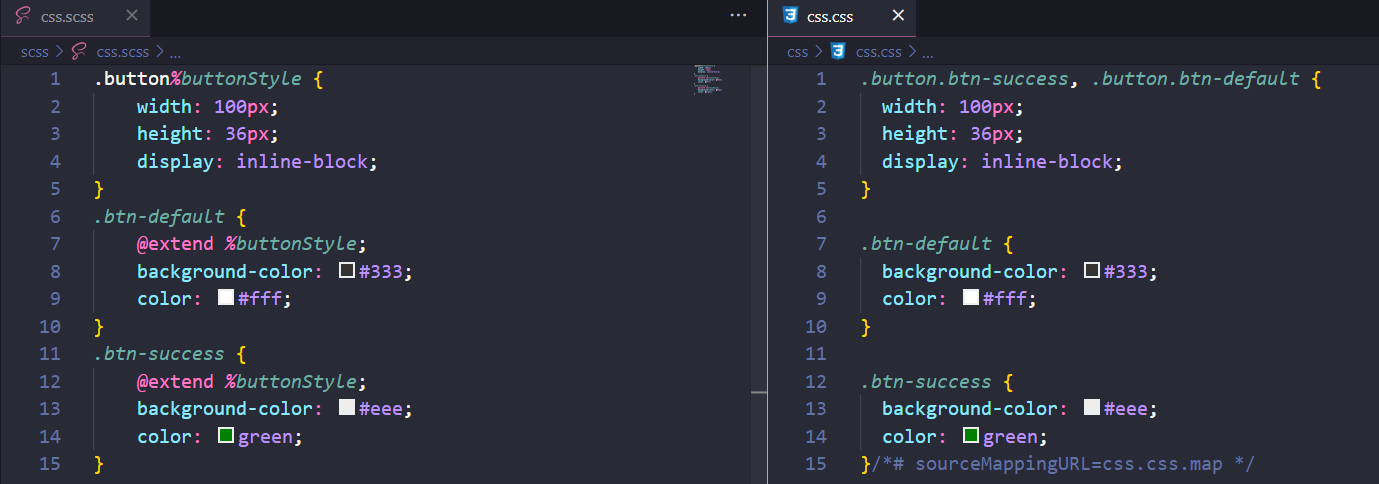 css.scss
scss > css.scss > ...
1 .button%buttonStyle {
2 width: 100px;
3 height: 36px;
4 display: inline-block;
5 }
6 .btn-default {
7 @extend %buttonStyle;
8 background-color: #333;
9 color: #fff;
10 }
11 .btn-success {
12 @extend %buttonStyle;
13 background-color: #eee;
14 color: green;
15 }
css.css
css > css.css > ...
1 .button.btn-success, .button.btn-default {
2 width: 100px;
3 height: 36px;
4 display: inline-block;
5 }
6
7 .btn-default {
8 background-color: #333;
9 color: #fff;
10 }
11
12 .btn-success {
13 background-color: #eee;
14 color: green;
15 }/*# sourceMappingURL=css.css.map */